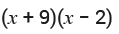 (x + 9)(x − 2)